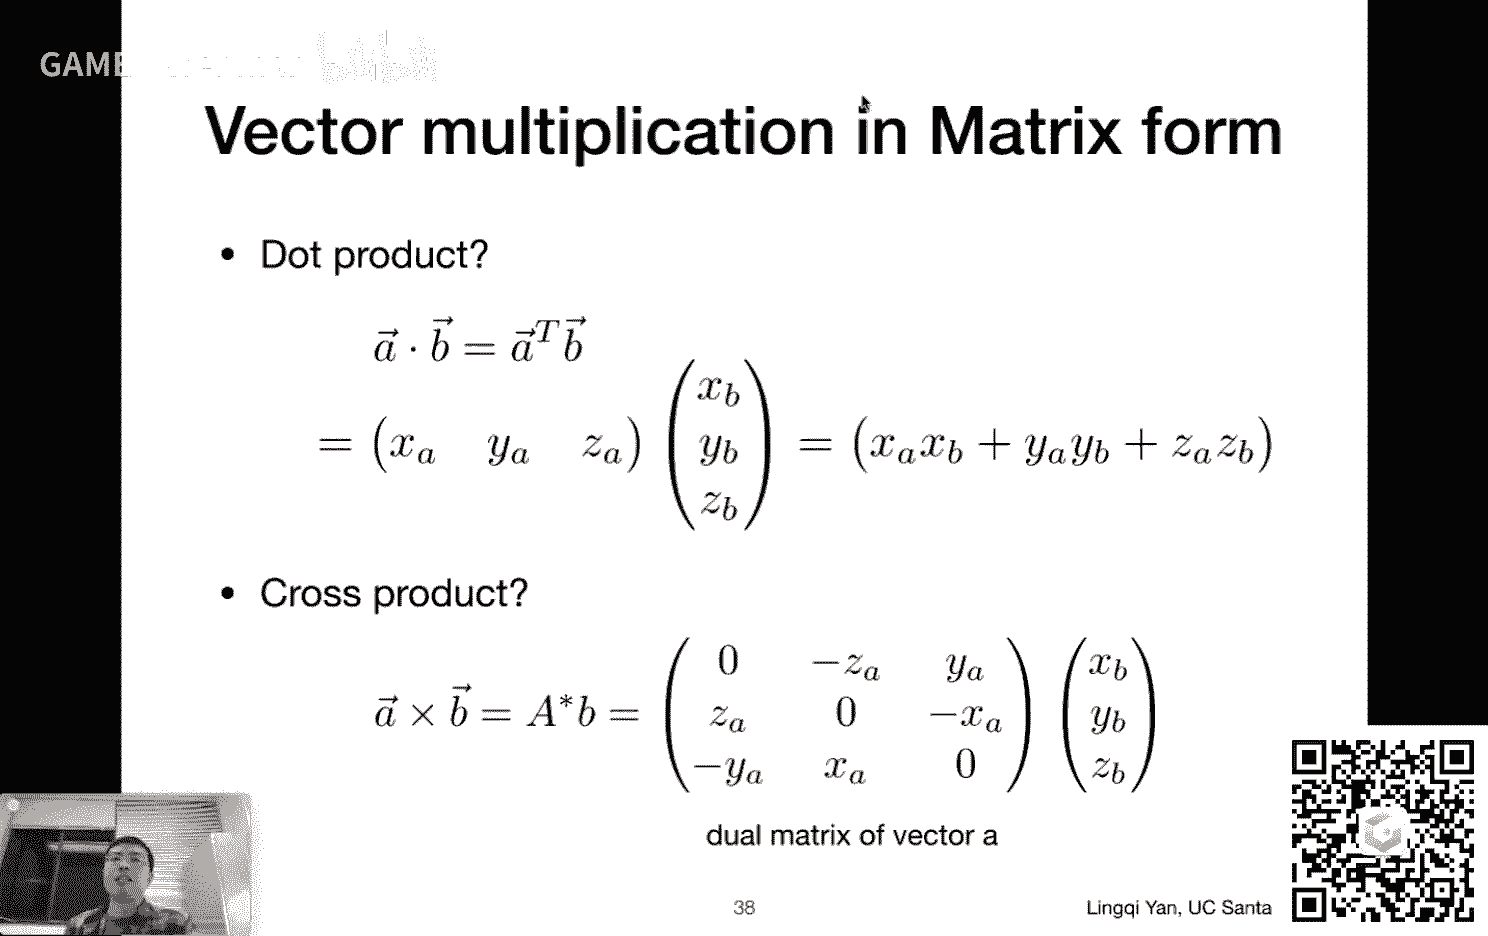 GAME
Vector multiplication in Matrix form
• Dot product?
$\vec{a} \cdot \vec{b} = \vec{a}^T \vec{b}$
$= \begin{pmatrix} x_a & y_a & z_a \end{pmatrix} \begin{pmatrix} x_b \\ y_b \\ z_b \end{pmatrix} = \begin{pmatrix} x_a x_b + y_a y_b + z_a z_b \end{pmatrix}$
• Cross product?
$\vec{a} \times \vec{b} = A^* b = \begin{pmatrix} 0 & -z_a & y_a \\ z_a & 0 & -x_a \\ -y_a & x_a & 0 \end{pmatrix} \begin{pmatrix} x_b \\ y_b \\ z_b \end{pmatrix}$
dual matrix of vector a
38
Lingqi Yan, UC Santa